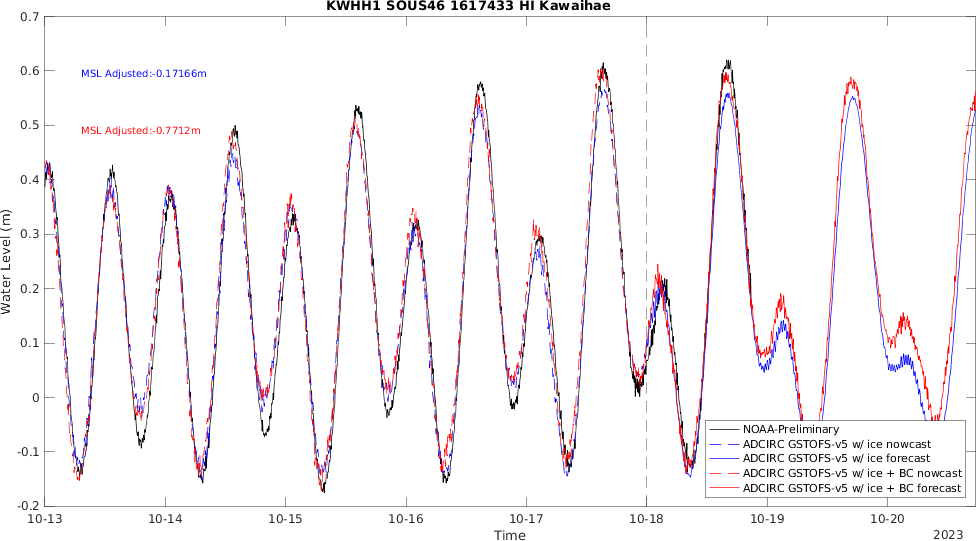 KWHH1 SOUS46 1617433 HI Kawaihae
0.7
0.6
0.5
0.4
0.3
0.2
0.1
0
-0.1
-0.2
Water Level (m)
MSL Adjusted:-0.17166m
MSL Adjusted:-0.7712m
NOAA-Preliminary
ADCIRC GSTOFS-v5 w/ ice nowcast
ADCIRC GSTOFS-v5 w/ ice forecast
ADCIRC GSTOFS-v5 w/ ice + BC nowcast
ADCIRC GSTOFS-v5 w/ ice + BC forecast
10-13 10-14 10-15 10-16 10-17 10-18 10-19 10-20
Time
2023